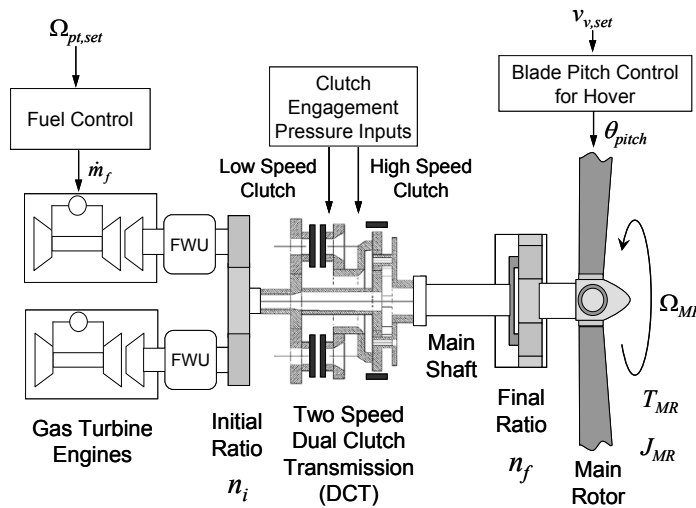 Ω_pt,set
v_v,set
Fuel Control
Clutch
Engagement
Pressure Inputs
Blade Pitch Control
for Hover
ṁ_f
Low Speed
Clutch
High Speed
Clutch
θ_pitch
FWU
FWU
Ω_M
Main
Shaft
Gas Turbine
Engines
Initial
Ratio
n_i
Two Speed
Dual Clutch
Transmission
(DCT)
Final
Ratio
n_f
T_MR
J_MR
Main
Rotor